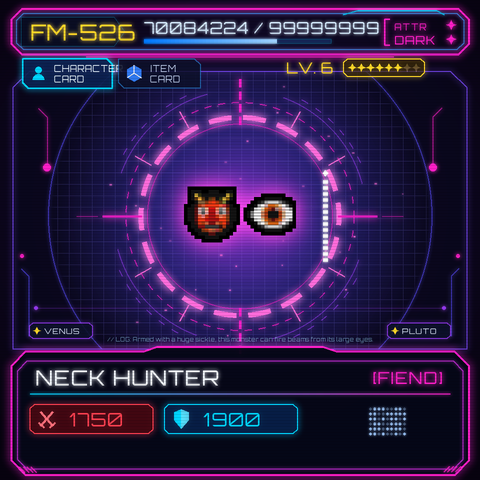 FM-526
70084224 / 99999999
ATTR
DARK
CHARACTER
CARD
ITEM
CARD
LV. 6
VENUS
PLUTO
// LOG: Armed with a huge sickle, this monster can fire beams from its large eyes.
NECK HUNTER
[FIEND]
1750
1900